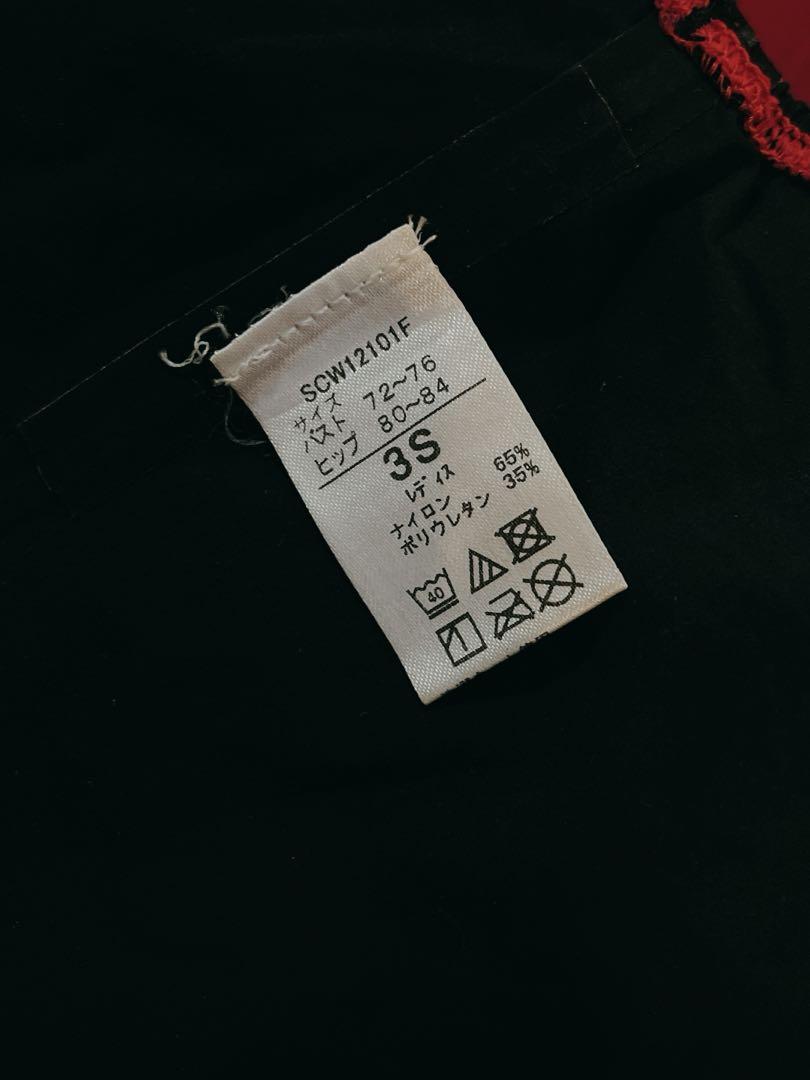 SCW12101F
サイズ
バスト 72～76
ヒップ 80～84
3S
レディス
ナイロン 65%
ポリウレタン 35%
40